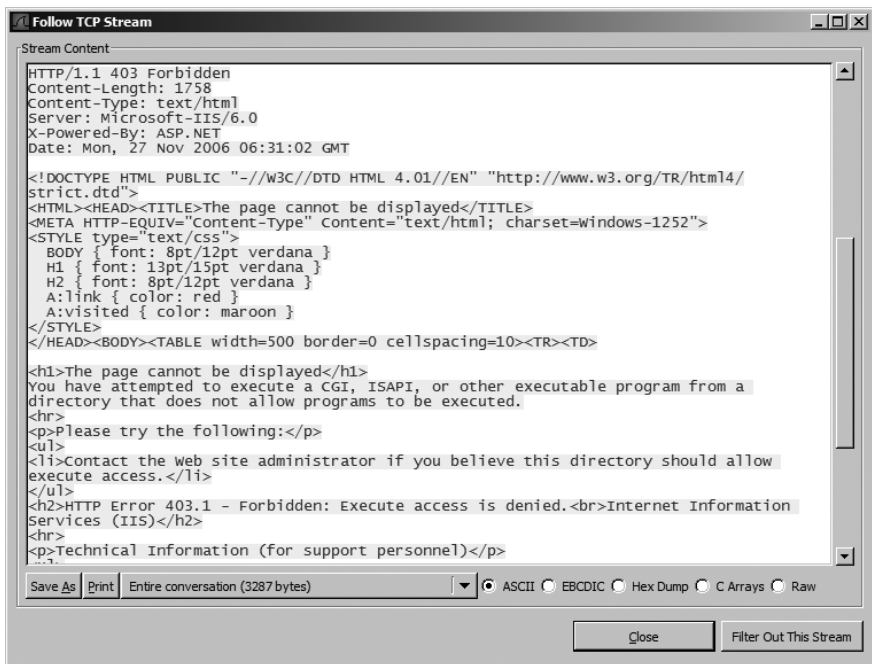 Follow TCP Stream
Stream Content
HTTP/1.1 403 Forbidden
Content-Length: 1758
Content-Type: text/html
Server: Microsoft-IIS/6.0
X-Powered-By: ASP.NET
Date: Mon, 27 Nov 2006 06:31:02 GMT
<!DOCTYPE HTML PUBLIC "-//W3C//DTD HTML 4.01//EN" "http://www.w3.org/TR/html4/
strict.dtd">
<HTML><HEAD><TITLE>The page cannot be displayed</TITLE>
<META HTTP-EQUIV="Content-Type" Content="text/html; charset=Windows-1252">
<STYLE type="text/css">
  BODY { font: 8pt/12pt verdana }
  H1 { font: 13pt/15pt verdana }
  H2 { font: 8pt/12pt verdana }
  A:link { color: red }
  A:visited { color: maroon }
</STYLE>
</HEAD><BODY><TABLE width=500 border=0 cellspacing=10><TR><TD>
<h1>The page cannot be displayed</h1>
You have attempted to execute a CGI, ISAPI, or other executable program from a
directory that does not allow programs to be executed.
<hr>
<p>Please try the following:</p>
<ul>
<li>Contact the Web site administrator if you believe this directory should allow
execute access.</li>
</ul>
<h2>HTTP Error 403.1 - Forbidden: Execute access is denied.<br>Internet Information
Services (IIS)</h2>
<hr>
<p>Technical Information (for support personnel)</p>
Save As Print Entire conversation (3287 bytes) ASCII EBCDIC Hex Dump C Arrays Raw
Close Filter Out This Stream